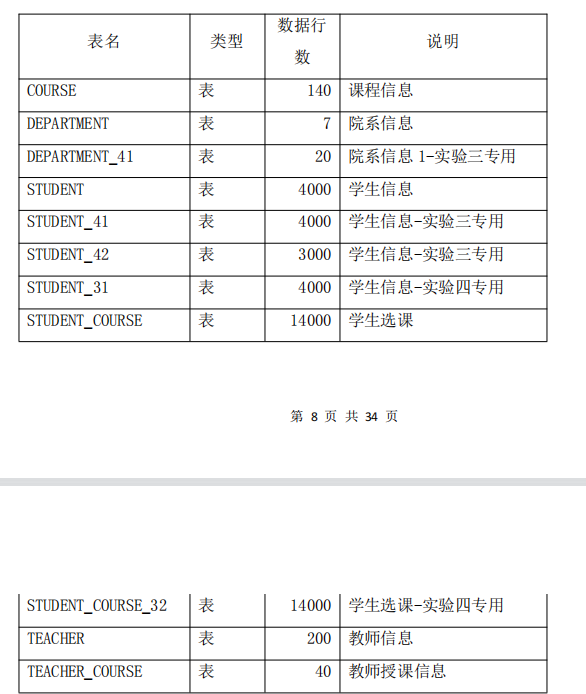 表名 类型 数据行数 说明
COURSE 表 140 课程信息
DEPARTMENT 表 7 院系信息
DEPARTMENT_41 表 20 院系信息 1-实验三专用
STUDENT 表 4000 学生信息
STUDENT_41 表 4000 学生信息-实验三专用
STUDENT_42 表 3000 学生信息-实验三专用
STUDENT_31 表 4000 学生信息-实验四专用
STUDENT_COURSE 表 14000 学生选课
第 8 页 共 34 页
STUDENT_COURSE_32 表 14000 学生选课-实验四专用
TEACHER 表 200 教师信息
TEACHER_COURSE 表 40 教师授课信息